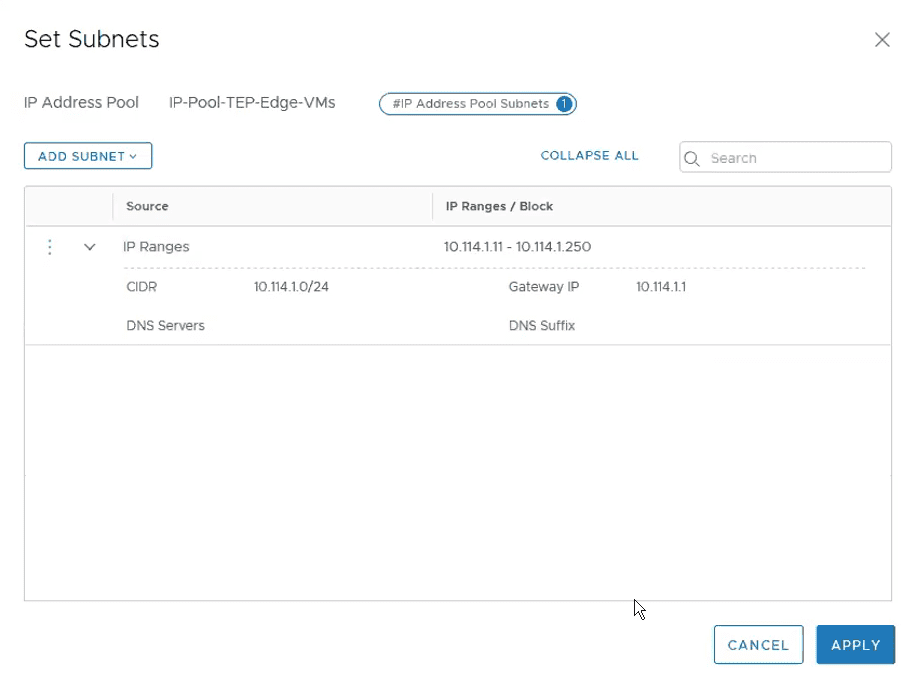 Set Subnets
IP Address Pool IP-Pool-TEP-Edge-VMs #IP Address Pool Subnets 1
ADD SUBNET COLLAPSE ALL Search
Source IP Ranges / Block
IP Ranges 10.114.1.11 - 10.114.1.250
CIDR 10.114.1.0/24 Gateway IP 10.114.1.1
DNS Servers DNS Suffix
CANCEL APPLY